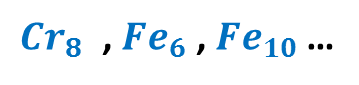 Cr₈ , Fe₆ , Fe₁₀ ...